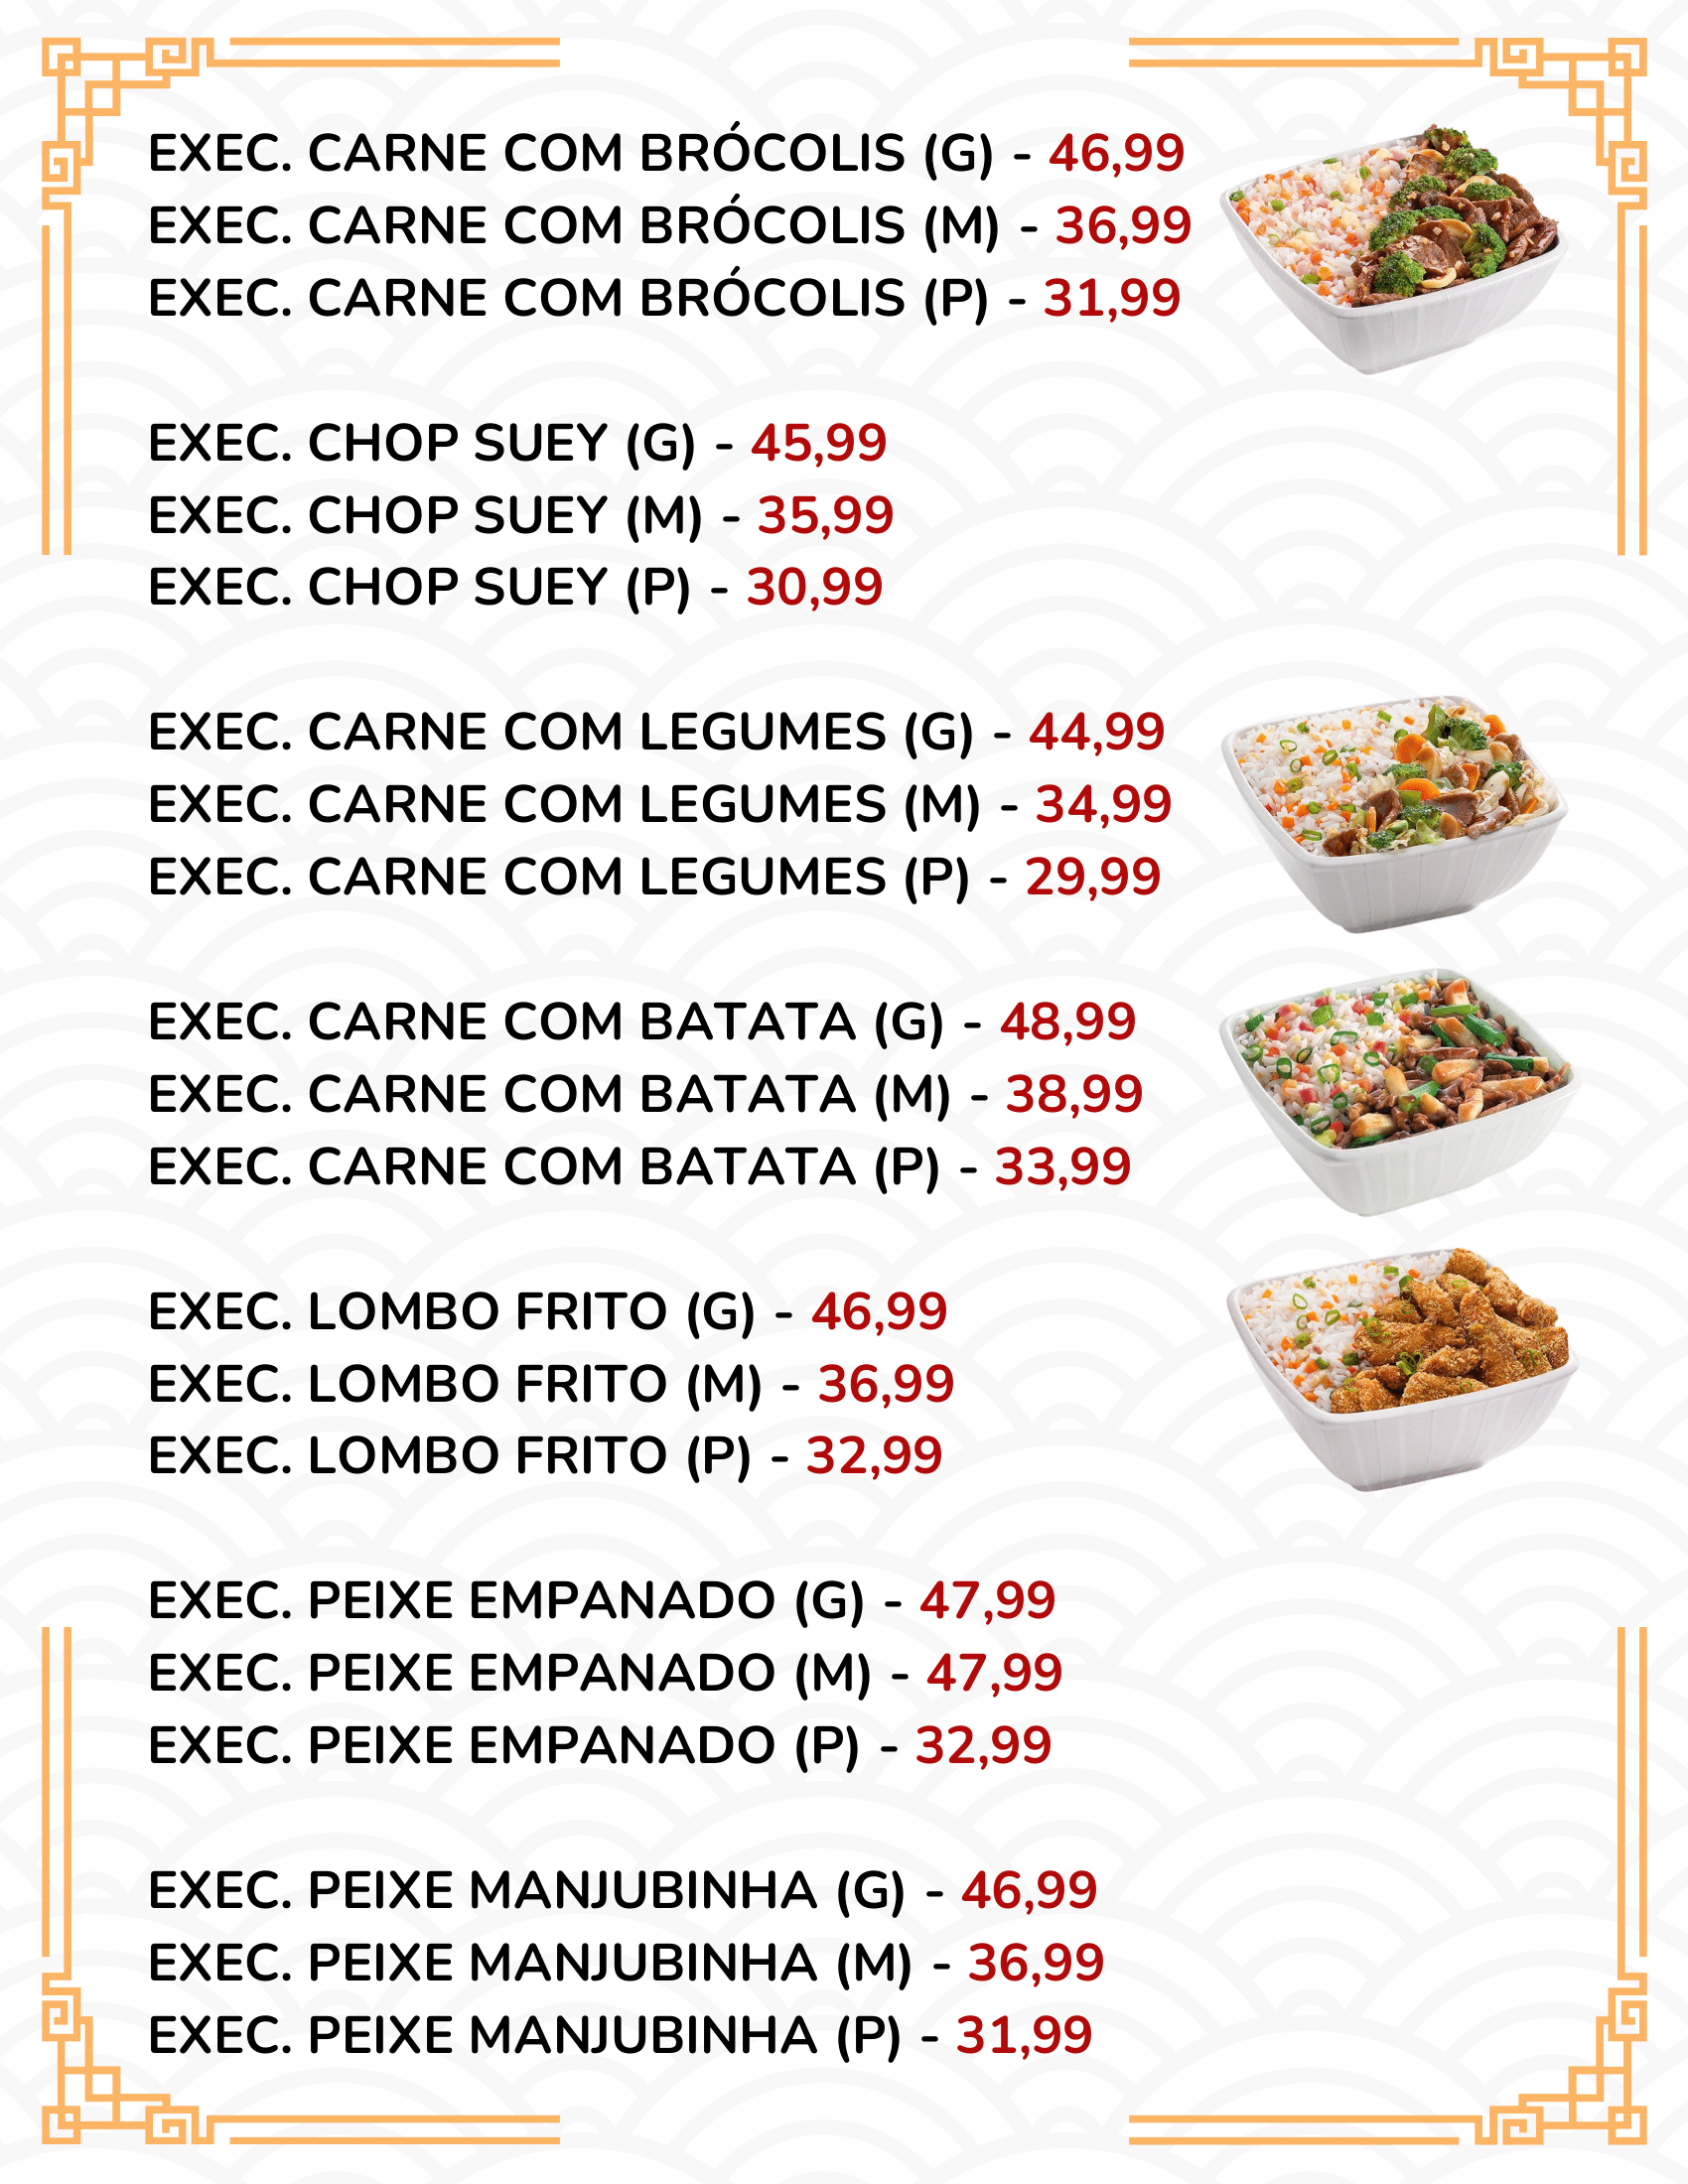 EXEC. CARNE COM BRÓCOLIS (G) - 46,99
EXEC. CARNE COM BRÓCOLIS (M) - 36,99
EXEC. CARNE COM BRÓCOLIS (P) - 31,99
EXEC. CHOP SUEY (G) - 45,99
EXEC. CHOP SUEY (M) - 35,99
EXEC. CHOP SUEY (P) - 30,99
EXEC. CARNE COM LEGUMES (G) - 44,99
EXEC. CARNE COM LEGUMES (M) - 34,99
EXEC. CARNE COM LEGUMES (P) - 29,99
EXEC. CARNE COM BATATA (G) - 48,99
EXEC. CARNE COM BATATA (M) - 38,99
EXEC. CARNE COM BATATA (P) - 33,99
EXEC. LOMBO FRITO (G) - 46,99
EXEC. LOMBO FRITO (M) - 36,99
EXEC. LOMBO FRITO (P) - 32,99
EXEC. PEIXE EMPANADO (G) - 47,99
EXEC. PEIXE EMPANADO (M) - 47,99
EXEC. PEIXE EMPANADO (P) - 32,99
EXEC. PEIXE MANJUBINHA (G) - 46,99
EXEC. PEIXE MANJUBINHA (M) - 36,99
EXEC. PEIXE MANJUBINHA (P) - 31,99